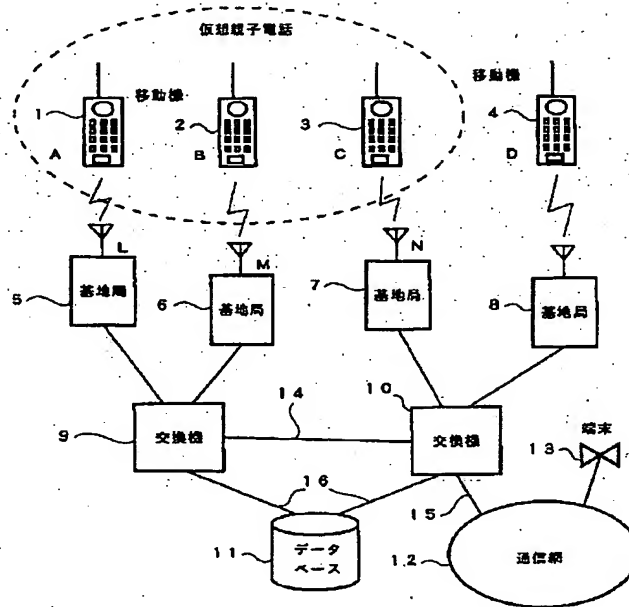 仮想親子電話
移動機
移動機
1
2
3
4
A
B
C
D
L
M
N
5
基地局
6
基地局
7
基地局
8
基地局
9
交換機
14
10
交換機
端末
13
16
15
11
データ
ベース
12
通信網